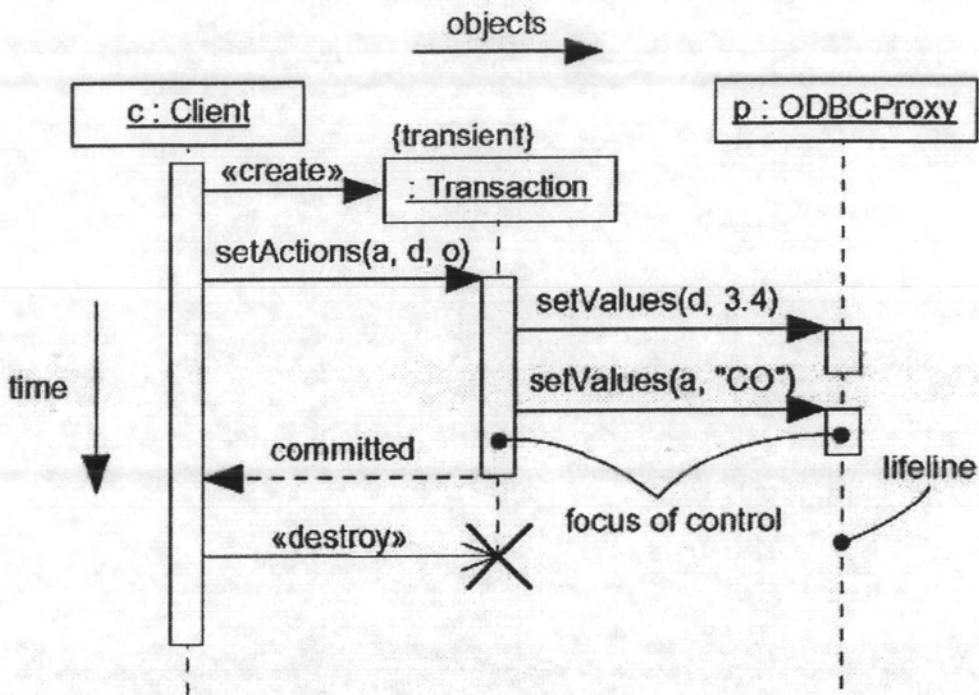 objects
c : Client
p : ODBCProxy
{transient}
«create»
: Transaction
setActions(a, d, o)
setValues(d, 3.4)
time
setValues(a, "CO")
committed
lifeline
focus of control
«destroy»